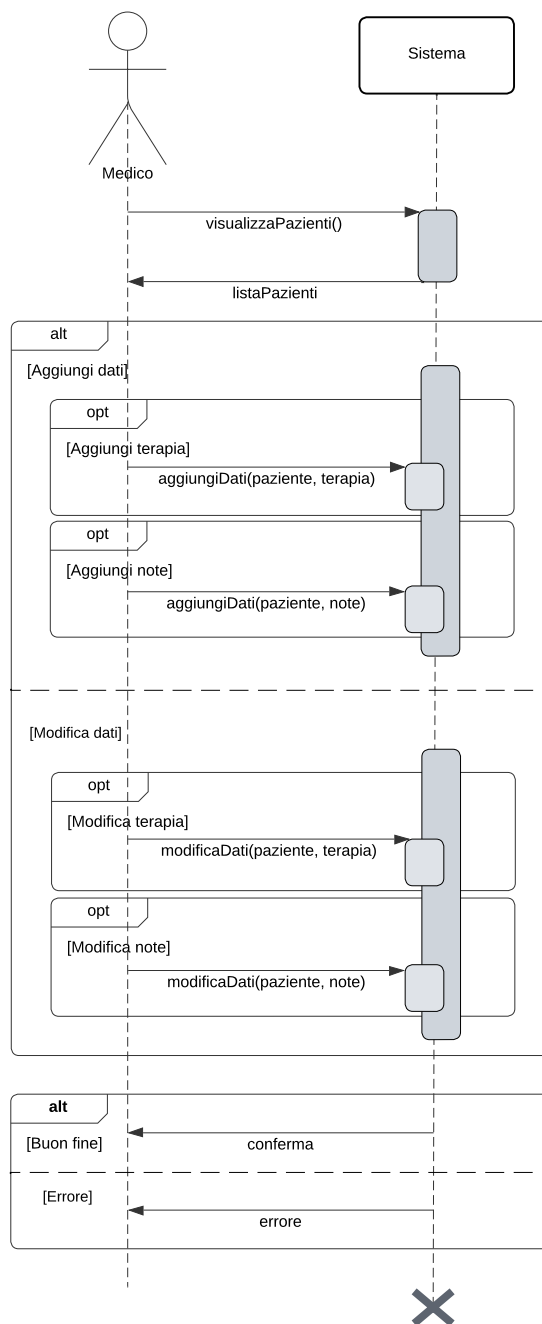 Sistema
Medico
visualizzaPazienti()
listaPazienti
alt
[Aggiungi dati]
opt
[Aggiungi terapia]
aggiungiDati(paziente, terapia)
opt
[Aggiungi note]
aggiungiDati(paziente, note)
[Modifica dati]
opt
[Modifica terapia]
modificaDati(paziente, terapia)
opt
[Modifica note]
modificaDati(paziente, note)
alt
[Buon fine]
conferma
[Errore]
errore